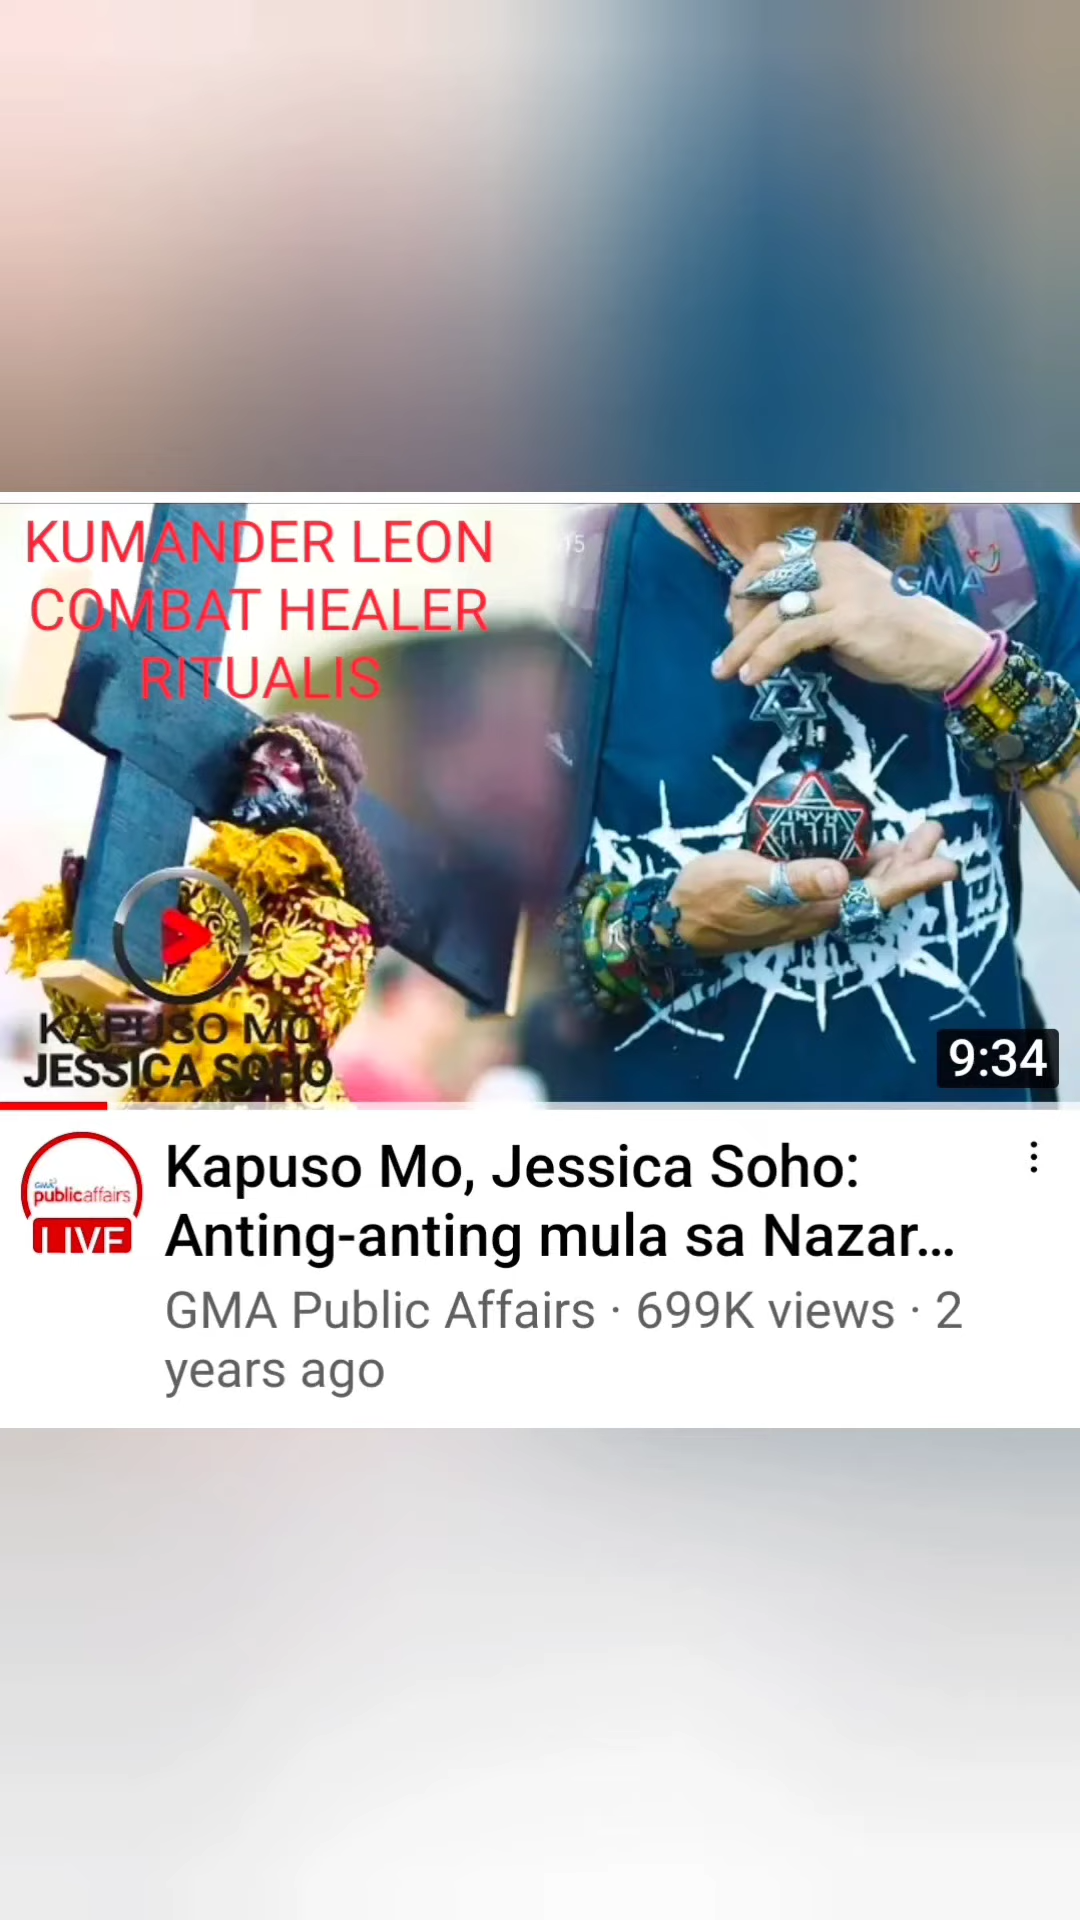 KUMANDER LEON
COMBAT HEALER
RITUALIS
15
GMA
KAPUSO MO
JESSICA SOHO
9:34
GMA
publicaffairs
LIVE
Kapuso Mo, Jessica Soho:
Anting-anting mula sa Nazar...
GMA Public Affairs · 699K views · 2
years ago